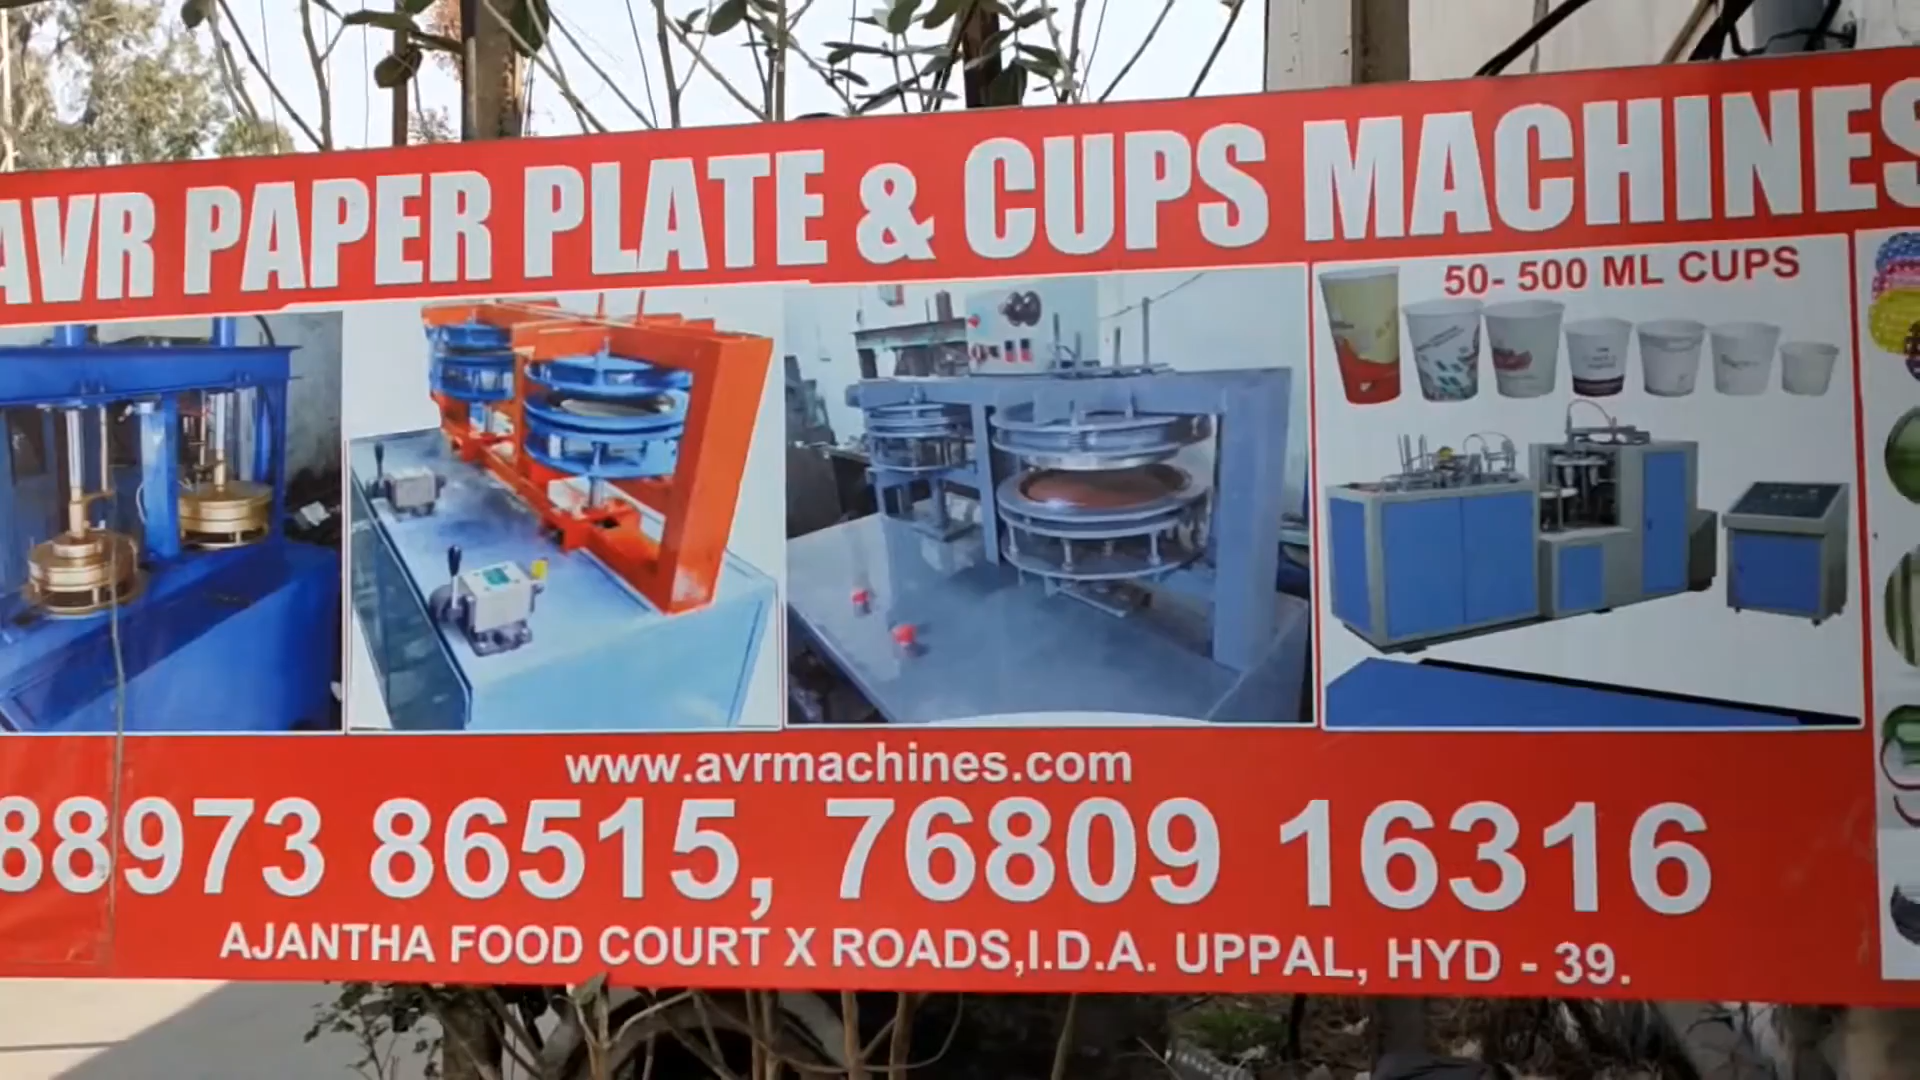 AVR PAPER PLATE & CUPS MACHINES
50- 500 ML CUPS
www.avrmachines.com
88973 86515, 76809 16316
AJANTHA FOOD COURT X ROADS,I.D.A. UPPAL, HYD - 39.